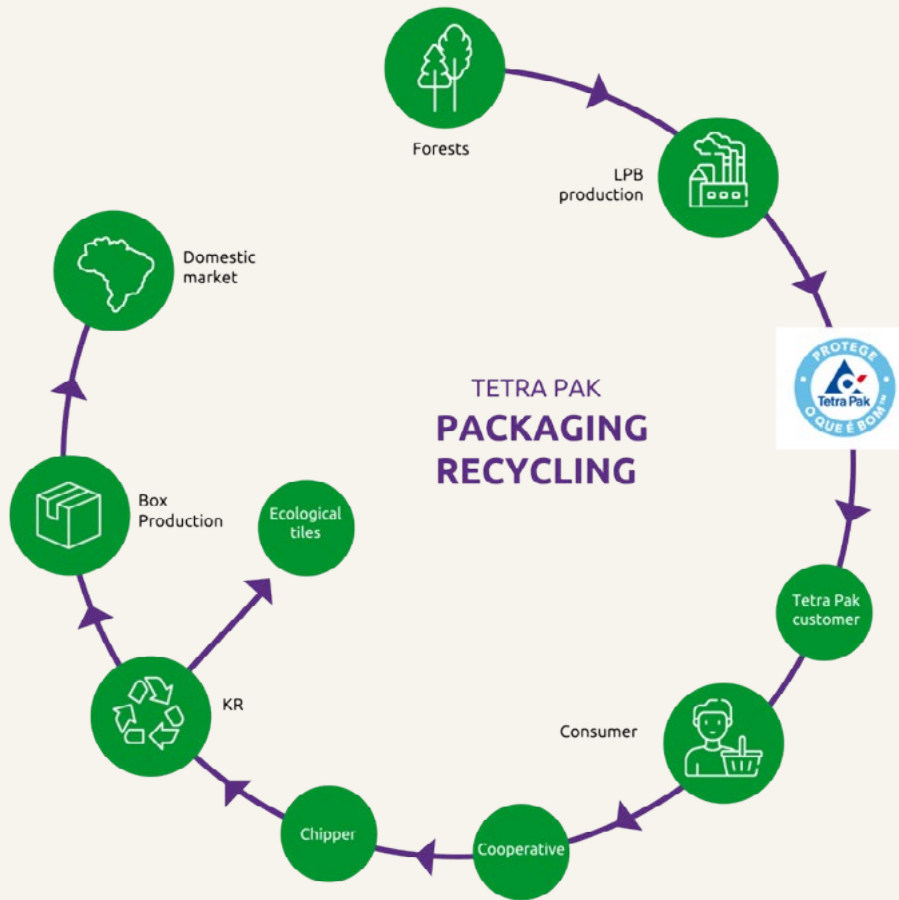 Forests
LPB
production
PROTEGE
Tetra Pak
O QUE É BOM™
Domestic
market
TETRA PAK
PACKAGING
RECYCLING
Box
Production
Ecological
tiles
Tetra Pak
customer
KR
Consumer
Chipper
Cooperative